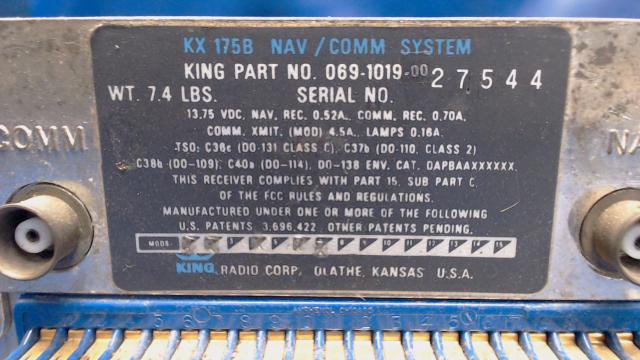 KX 175B NAV/COMM SYSTEM
KING PART NO. 069-1019-00
WT. 7.4 LBS. SERIAL NO. 27544
13.75 VDC, NAV, REC. 0.52A, COMM, REC. 0.70A,
COMM, XMIT, (MOD) 4.5A, LAMPS 0.16A
TSO: C36c (DO-131 CLASS C), C37b (DO-110, CLASS 2)
C38b (DO-109), C40a (DO-114), DO-138 ENV. CAT. DAPBAAXXXXXX.
THIS RECEIVER COMPLIES WITH PART 15, SUB PART C,
OF THE FCC RULES AND REGULATIONS.
MANUFACTURED UNDER ONE OR MORE OF THE FOLLOWING
U.S. PATENTS 3,696,422 OTHER PATENTS PENDING.
MODS. 3 5 8 9 10 11 12 13 14 15
KING RADIO CORP. OLATHE, KANSAS U.S.A.
COMM
NA